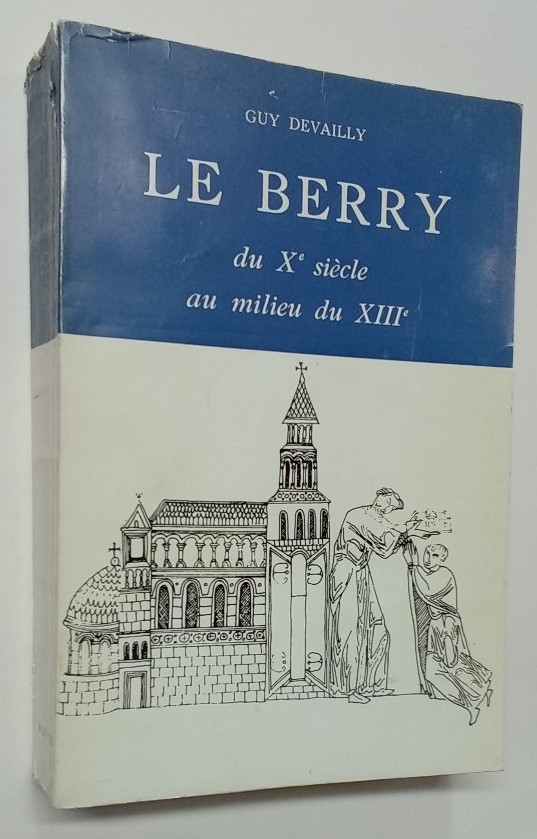 GUY DEVAILLY
LE BERRY
du Xᵉ siècle
au milieu du XIIIᵉ